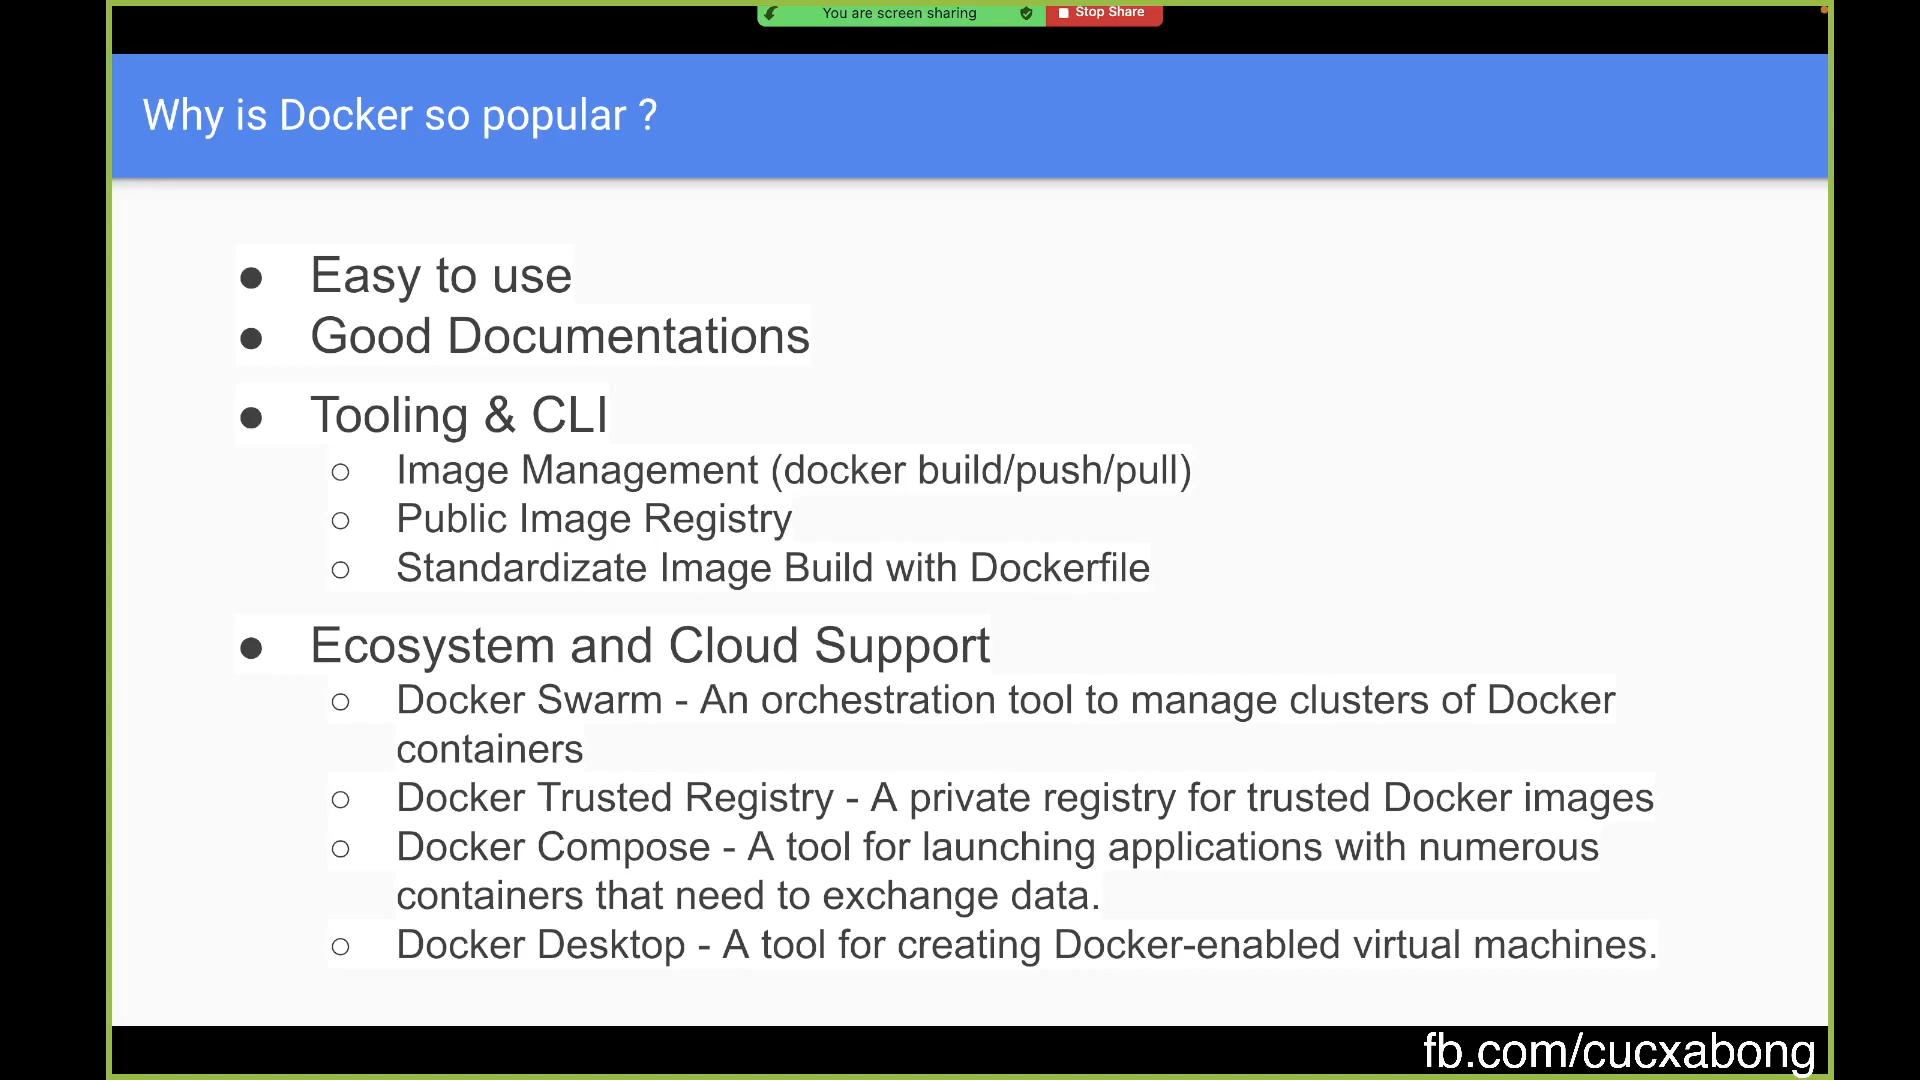 You are screen sharing
Stop Share
Why is Docker so popular ?
● Easy to use
● Good Documentations
● Tooling & CLI
○ Image Management (docker build/push/pull)
○ Public Image Registry
○ Standardizate Image Build with Dockerfile
● Ecosystem and Cloud Support
○ Docker Swarm - An orchestration tool to manage clusters of Docker
containers
○ Docker Trusted Registry - A private registry for trusted Docker images
○ Docker Compose - A tool for launching applications with numerous
containers that need to exchange data.
○ Docker Desktop - A tool for creating Docker-enabled virtual machines.
fb.com/cucxabong